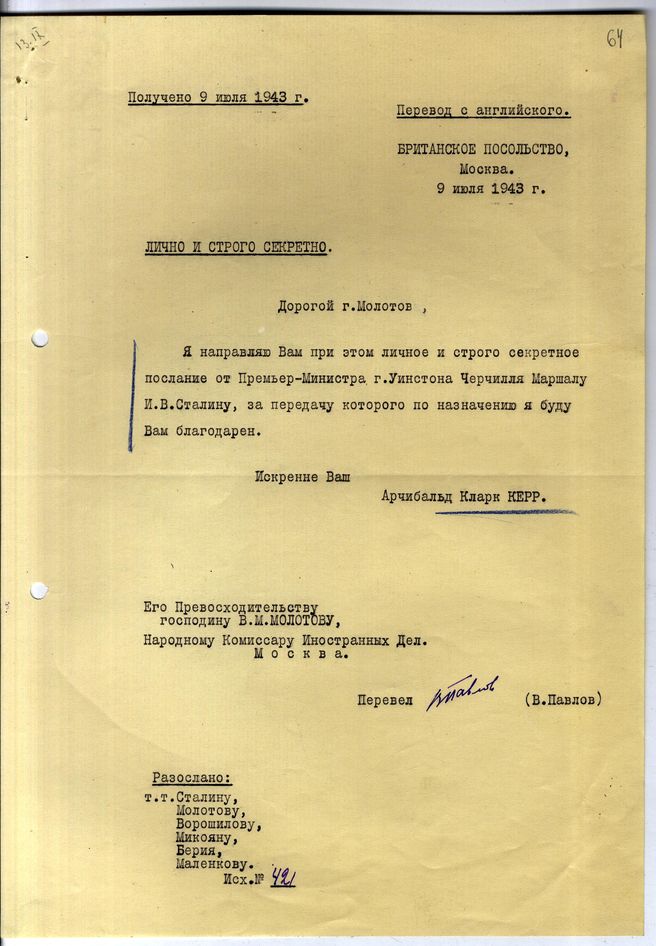 13.IX
64
Получено 9 июля 1943 г.
Перевод с английского.
БРИТАНСКОЕ ПОСОЛЬСТВО,
Москва.
9 июля 1943 г.
ЛИЧНО И СТРОГО СЕКРЕТНО.
Дорогой г.Молотов ,
Я направляю Вам при этом личное и строго секретное
послание от Премьер-Министра г.Уинстона Черчилля Маршалу
И.В.Сталину, за передачу которого по назначению я буду
Вам благодарен.
Искренне Ваш
Арчибальд Кларк КЕРР.
Его Превосходительству
господину В.М.МОЛОТОВУ,
Народному Комиссару Иностранных Дел.
М о с к в а.
Перевел ВПавлов (В.Павлов)
Разослано:
т.т.Сталину,
Молотову,
Ворошилову,
Микояну,
Берия,
Маленкову.
Исх.№ 421